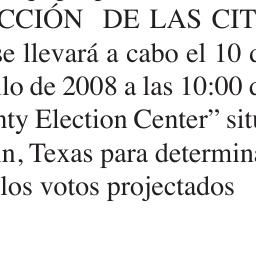 CCIÓN DE LAS CIT
se llevará a cabo el 10 d
lo de 2008 a las 10:00 d
nty Election Center” situ
n, Texas para determina
los votos projectados